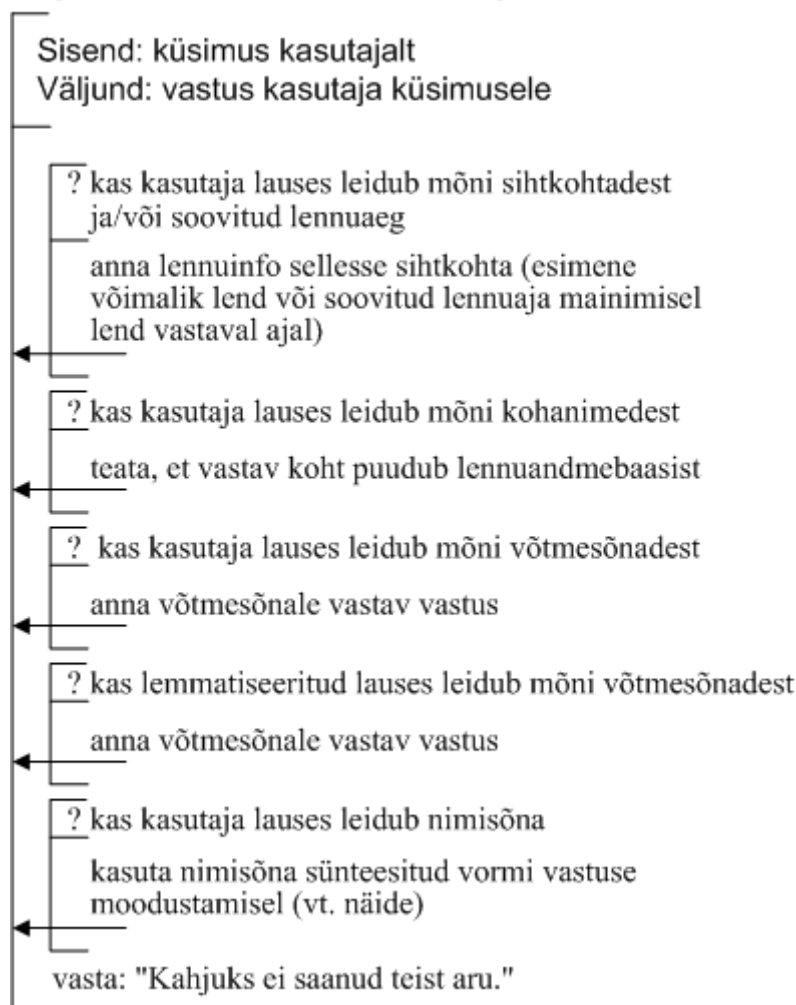 Sisend: küsimus kasutajalt
Väljund: vastus kasutaja küsimusele
? kas kasutaja lauses leidub mõni sihtkohtadest
ja/või soovitud lennuaeg
anna lennuinfo sellesse sihtkohta (esimene
võimalik lend või soovitud lennuaja mainimisel
lend vastaval ajal)
? kas kasutaja lauses leidub mõni kohanimedest
teata, et vastav koht puudub lennuandmebaasist
? kas kasutaja lauses leidub mõni võtmesõnadest
anna võtmesõnale vastav vastus
? kas lemmatiseeritud lauses leidub mõni võtmesõnadest
anna võtmesõnale vastav vastus
? kas kasutaja lauses leidub nimisõna
kasuta nimisõna sünteesitud vormi vastuse
moodustamisel (vt. näide)
vasta: "Kahjuks ei saanud teist aru."